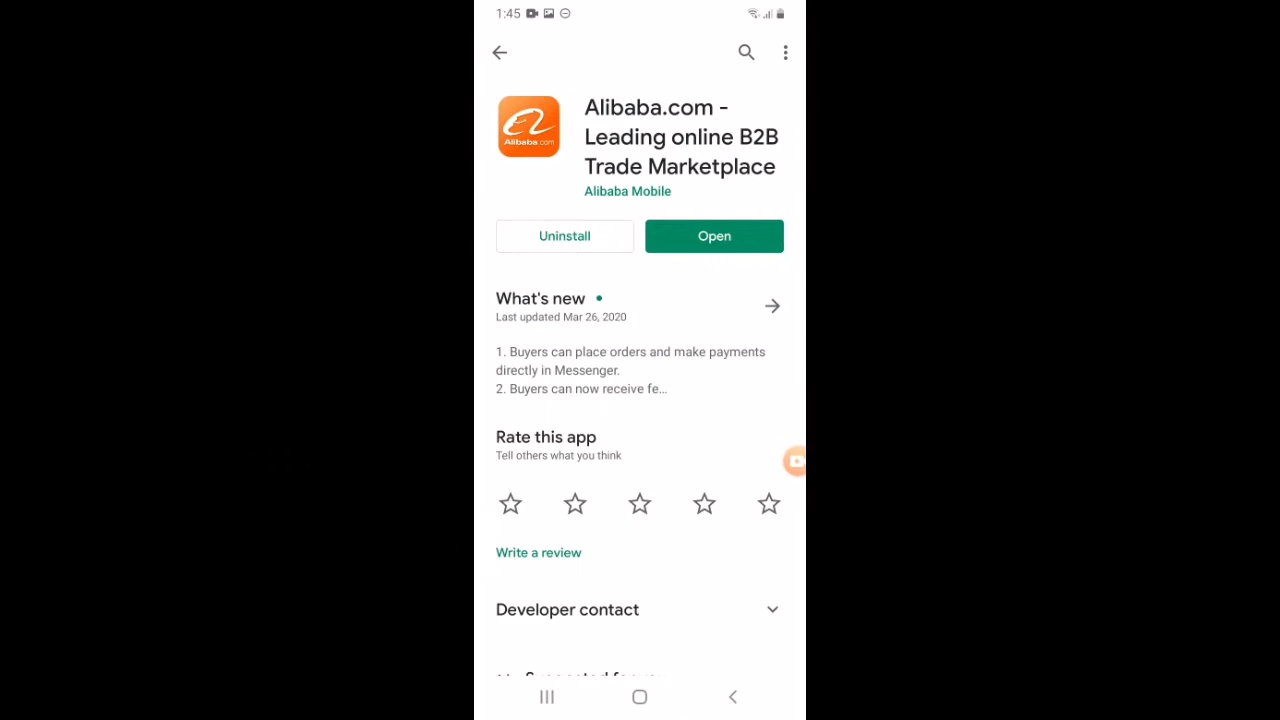 1:45
Alibaba.com -
Leading online B2B
Trade Marketplace
Alibaba.com
Alibaba Mobile
Uninstall
Open
What's new
Last updated Mar 26, 2020
1. Buyers can place orders and make payments
directly in Messenger.
2. Buyers can now receive fe…
Rate this app
Tell others what you think
Write a review
Developer contact